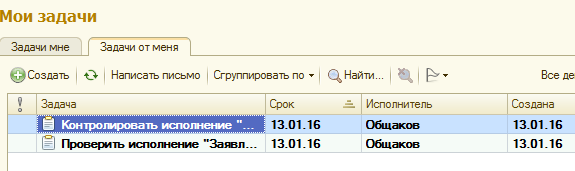 Мои задачи
Задачи мне Задачи от меня
Создать Написать письмо Сгруппировать по Найти... Все де
! Задача Срок Исполнитель Создана
Контролировать исполнение "... 13.01.16 Общаков 13.01.16
Проверить исполнение "Заявл... 13.01.16 Общаков 13.01.16